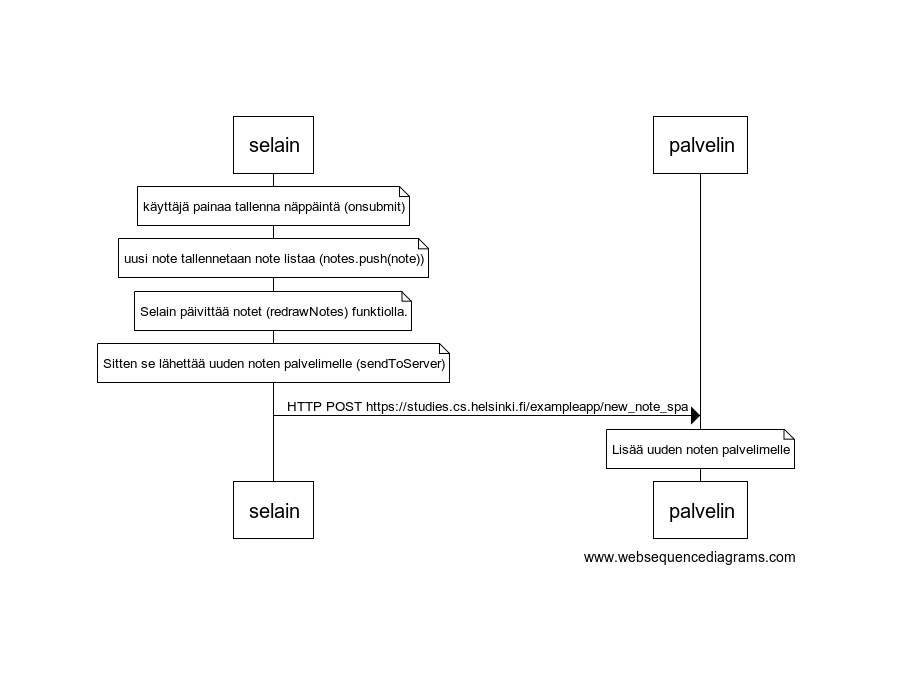 selain
palvelin
käyttäjä painaa tallenna näppäintä (onsubmit)
uusi note tallennetaan note listaa (notes.push(note))
Selain päivittää notet (redrawNotes) funktiolla.
Sitten se lähettää uuden noten palvelimelle (sendToServer)
HTTP POST https://studies.cs.helsinki.fi/exampleapp/new_note_spa
Lisää uuden noten palvelimelle
selain
palvelin
www.websequencediagrams.com